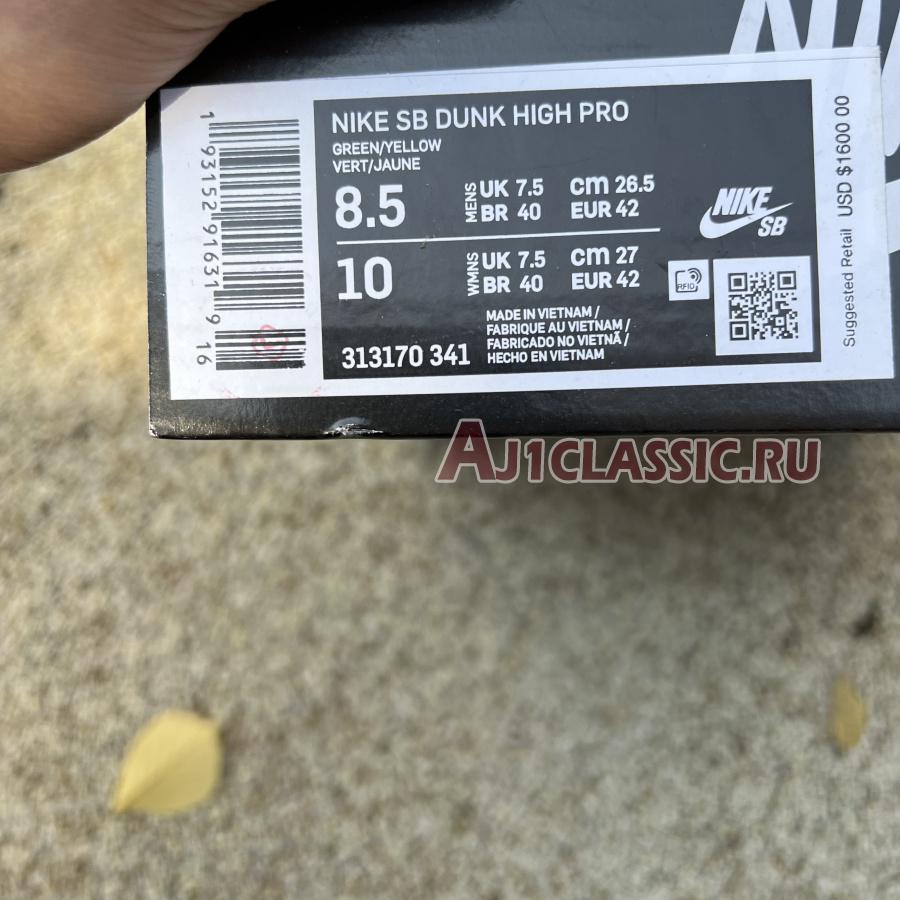 NIKE SB DUNK HIGH PRO
GREEN/YELLOW
VERT/JAUNE
8.5
MENS
UK 7.5 cm 26.5
BR 40 EUR 42
10
WMNS
UK 7.5 cm 27
BR 40 EUR 42
MADE IN VIETNAM /
FABRIQUE AU VIETNAM /
FABRICADO NO VIETNÃ /
HECHO EN VIETNAM
313170 341
NIKE
SB
RFID
1 93152 91631 9 16
Suggested Retail USD $1600 00
AJ1CLASSIC.RU